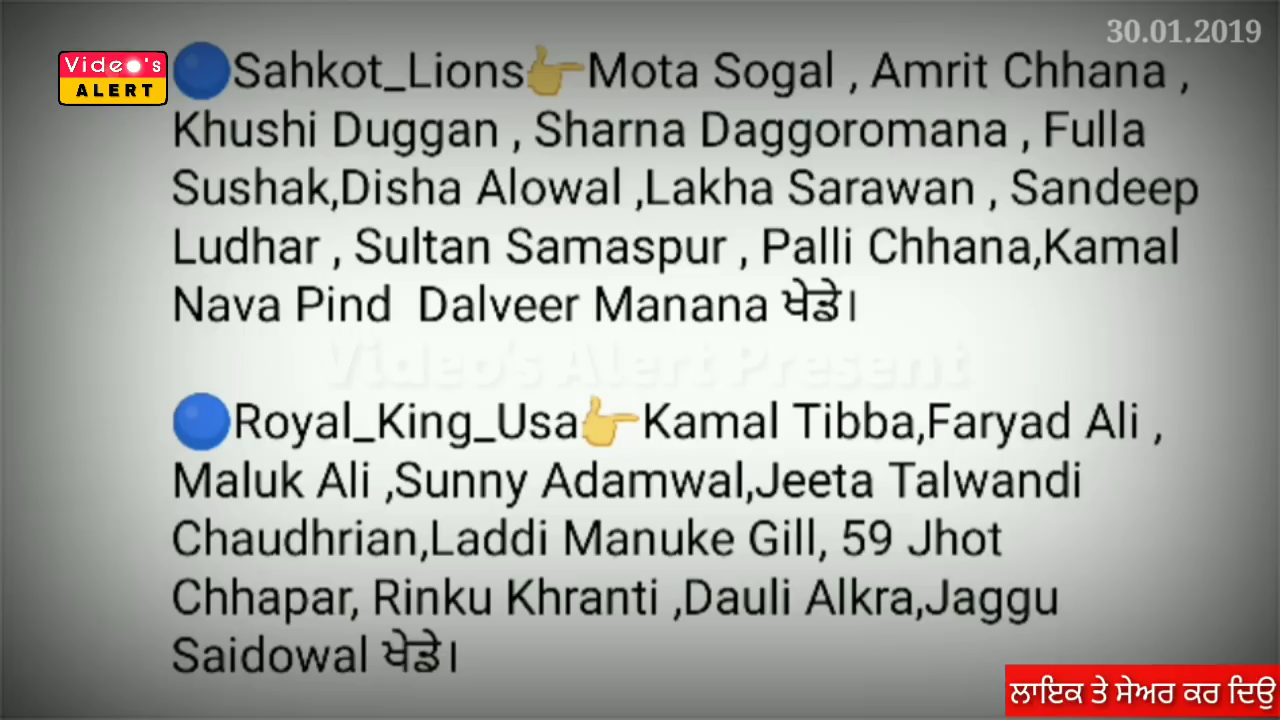 30.01.2019
Video's
ALERT
🔵Sahkot_Lions👉Mota Sogal , Amrit Chhana ,
Khushi Duggan , Sharna Daggoromana , Fulla
Sushak,Disha Alowal ,Lakha Sarawan , Sandeep
Ludhar , Sultan Samaspur , Palli Chhana,Kamal
Nava Pind  Dalveer Manana ਖੇਡੇ।
Video's Alert Present
🔵Royal_King_Usa👉Kamal Tibba,Faryad Ali ,
Maluk Ali ,Sunny Adamwal,Jeeta Talwandi
Chaudhrian,Laddi Manuke Gill, 59 Jhot
Chhapar, Rinku Khranti ,Dauli Alkra,Jaggu
Saidowal ਖੇਡੇ।
ਲਾਇਕ ਤੇ ਸੇਅਰ ਕਰ ਦਿਉ